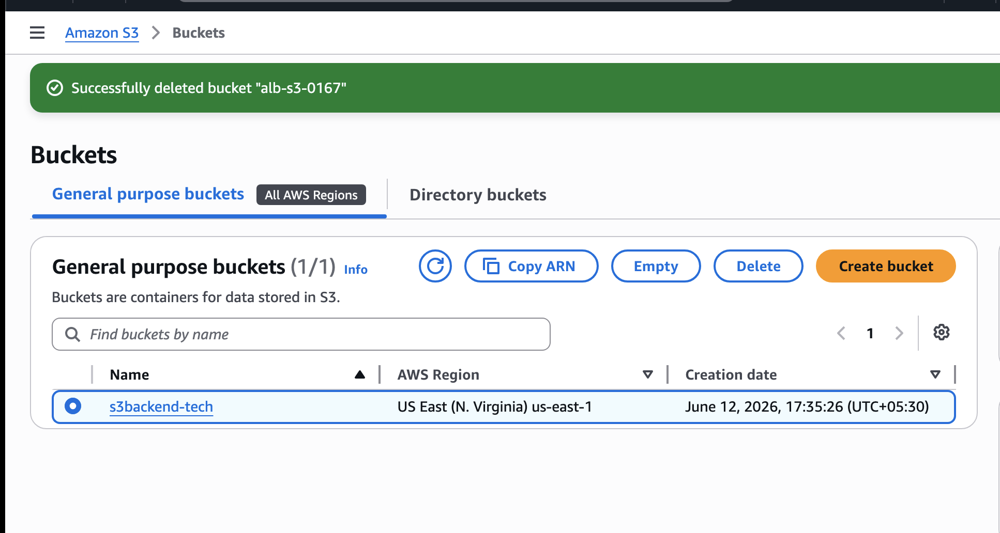 Amazon S3 > Buckets
Successfully deleted bucket "alb-s3-0167"
Buckets
General purpose buckets All AWS Regions Directory buckets
General purpose buckets (1/1) Info Copy ARN Empty Delete Create bucket
Buckets are containers for data stored in S3.
Find buckets by name 1
Name AWS Region Creation date
s3backend-tech US East (N. Virginia) us-east-1 June 12, 2026, 17:35:26 (UTC+05:30)